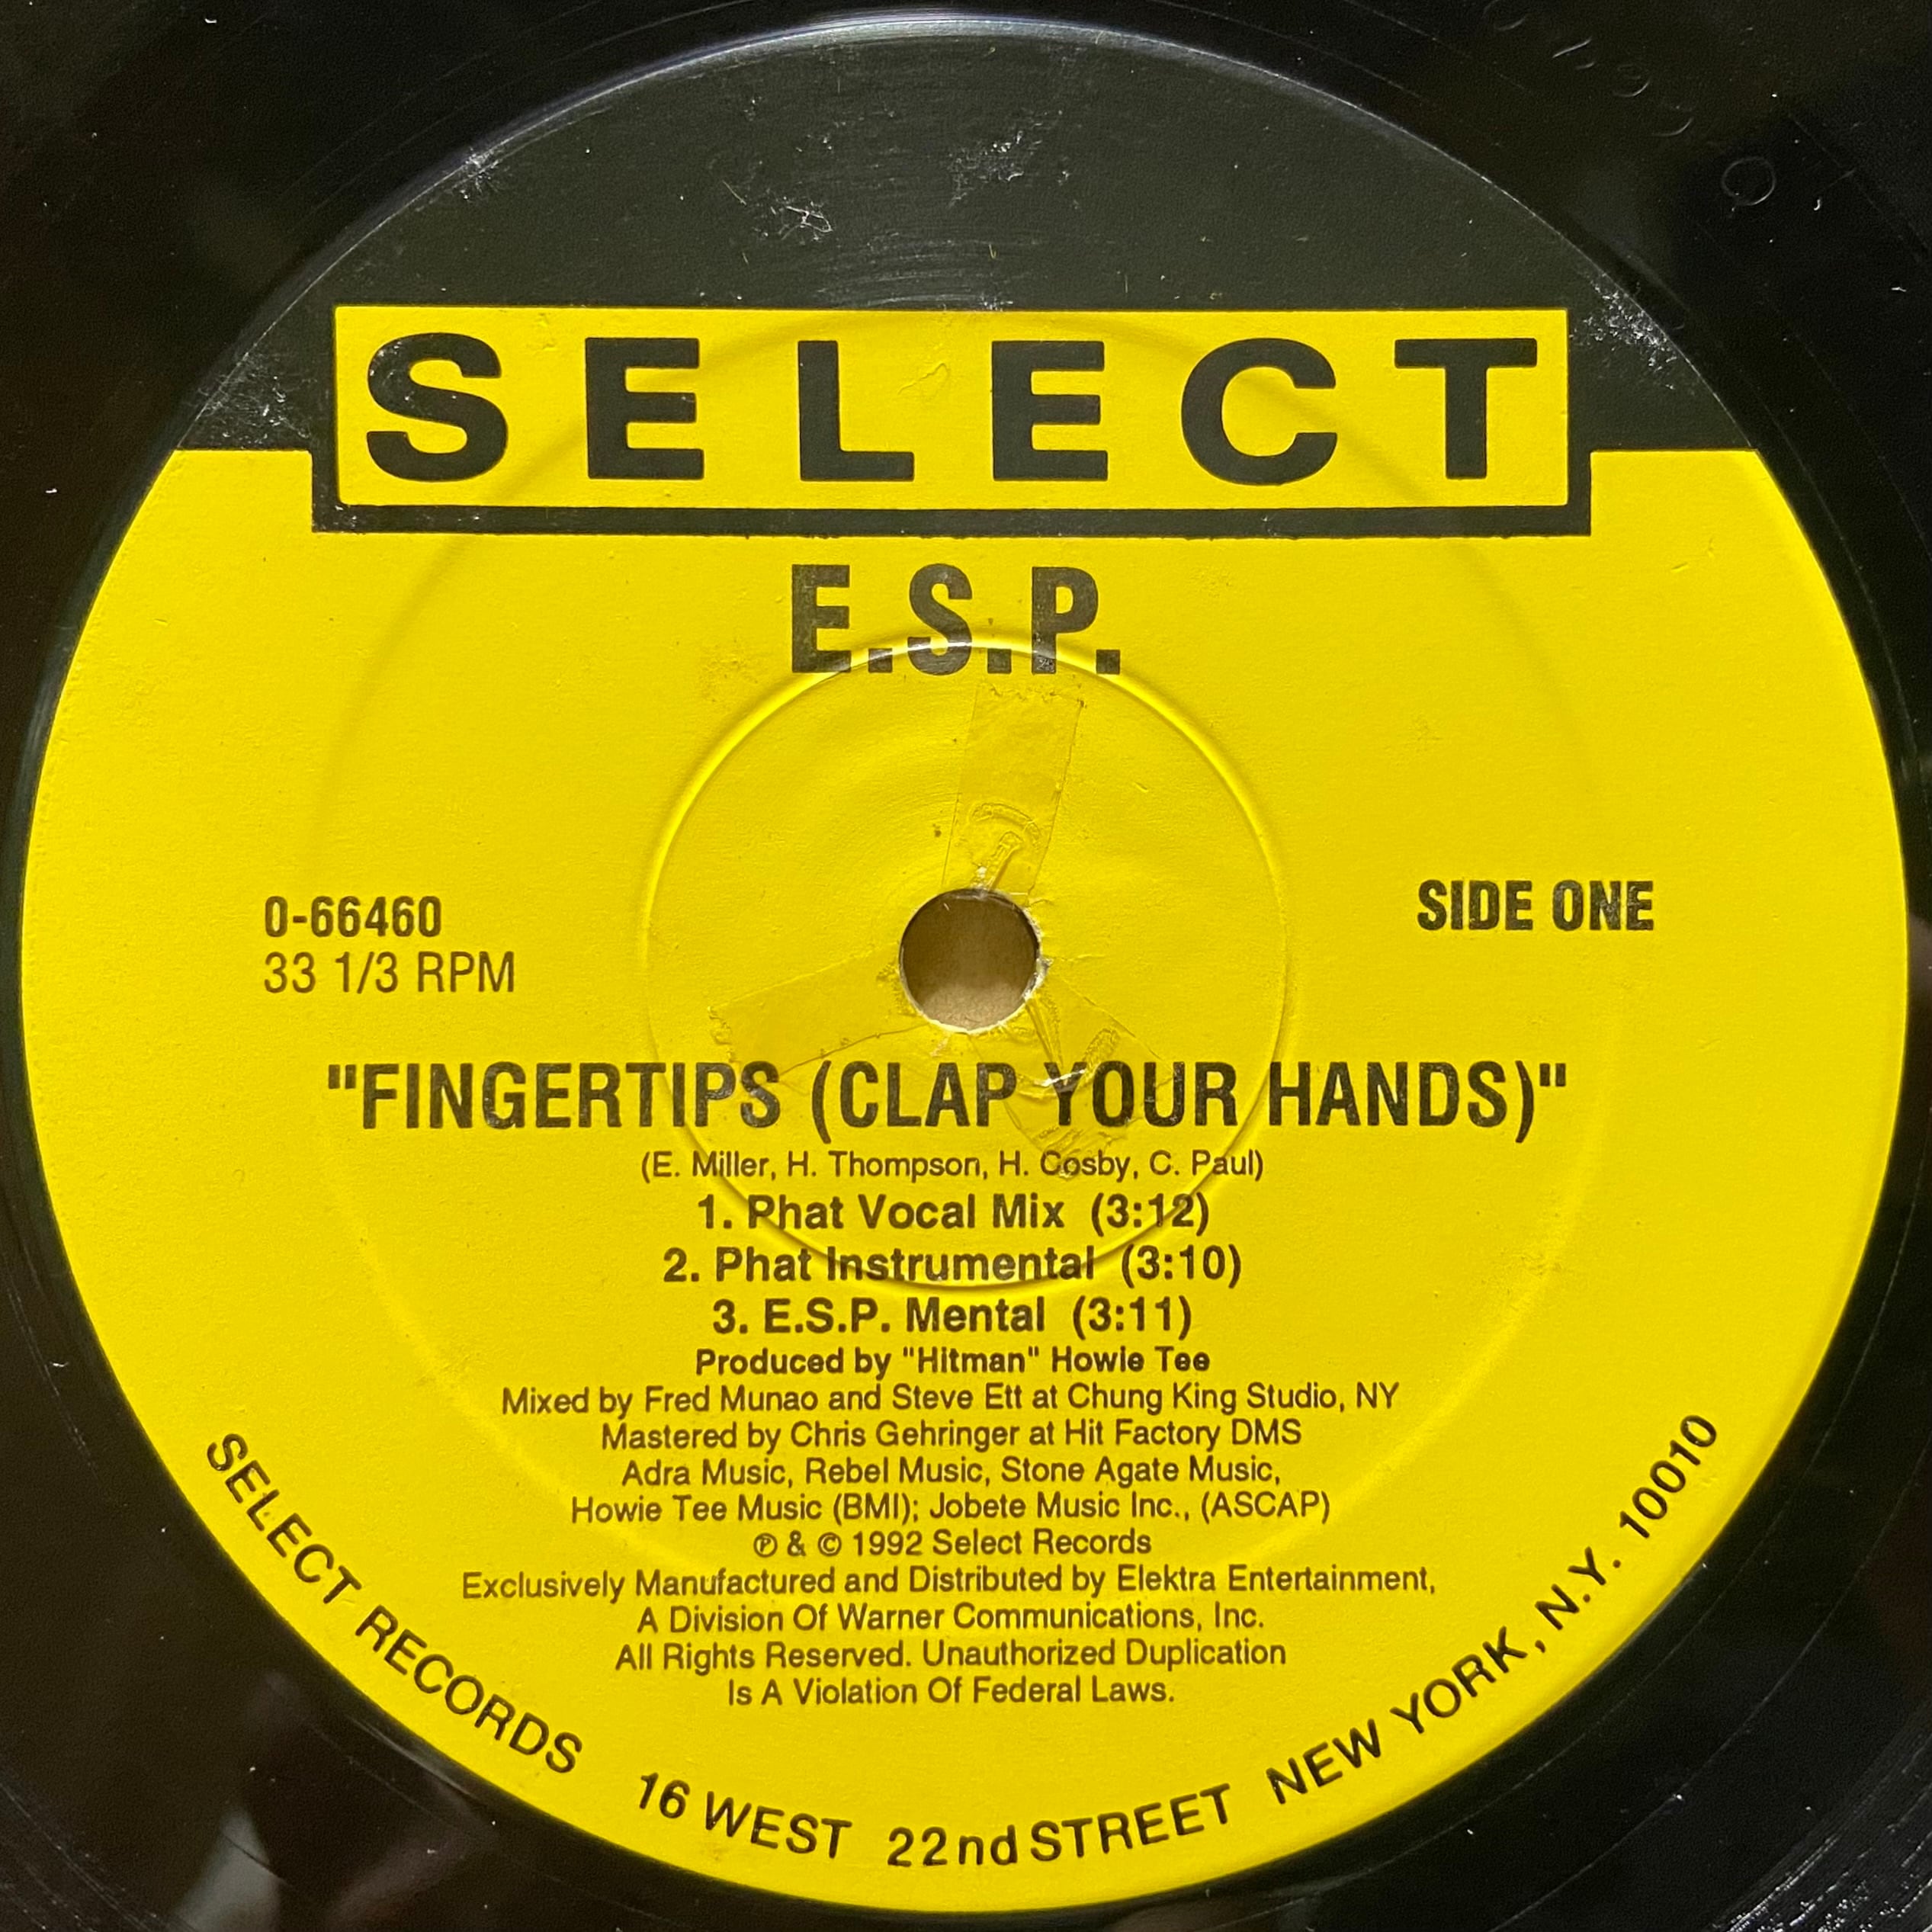 SELECT
E.S.P.
0-66460
33 1/3 RPM
SIDE ONE
"FINGERTIPS (CLAP YOUR HANDS)"
(E. Miller, H. Thompson, H. Cosby, C. Paul)
1. Phat Vocal Mix (3:12)
2. Phat Instrumental (3:10)
3. E.S.P. Mental (3:11)
Produced by "Hitman" Howie Tee
Mixed by Fred Munao and Steve Ett at Chung King Studio, NY
Mastered by Chris Gehringer at Hit Factory DMS
Adra Music, Rebel Music, Stone Agate Music,
Howie Tee Music (BMI); Jobete Music Inc., (ASCAP)
℗ & © 1992 Select Records
Exclusively Manufactured and Distributed by Elektra Entertainment,
A Division Of Warner Communications, Inc.
All Rights Reserved. Unauthorized Duplication
Is A Violation Of Federal Laws.
SELECT RECORDS 16 WEST 22nd STREET NEW YORK, N.Y. 10010